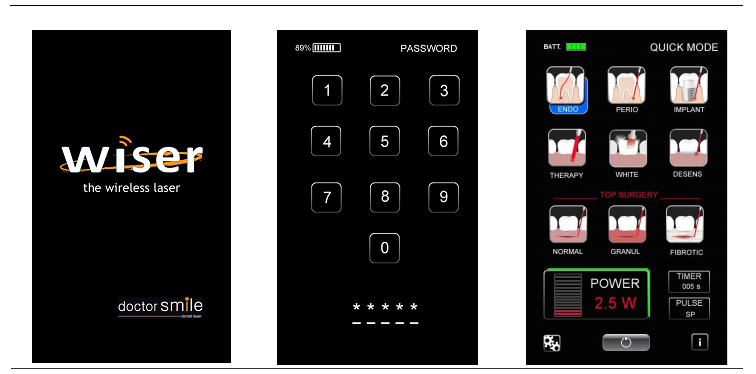 wiser
the wireless laser
doctor smile
dental laser
89%
PASSWORD
1 2 3
4 5 6
7 8 9
0
* * * * *
BATT.
QUICK MODE
ENDO PERIO IMPLANT
THERAPY WHITE DESENS
TOP SURGERY
NORMAL GRANUL FIBROTIC
POWER
2.5 W
TIMER
005 s
PULSE
SP
i